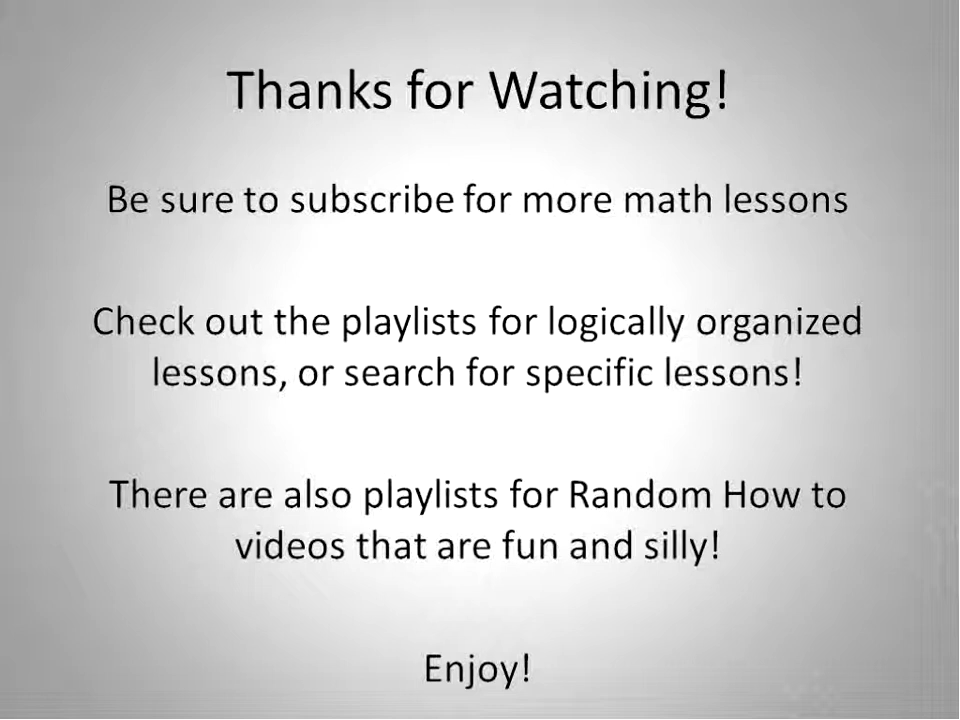 Thanks for Watching!
Be sure to subscribe for more math lessons
Check out the playlists for logically organized
lessons, or search for specific lessons!
There are also playlists for Random How to
videos that are fun and silly!
Enjoy!